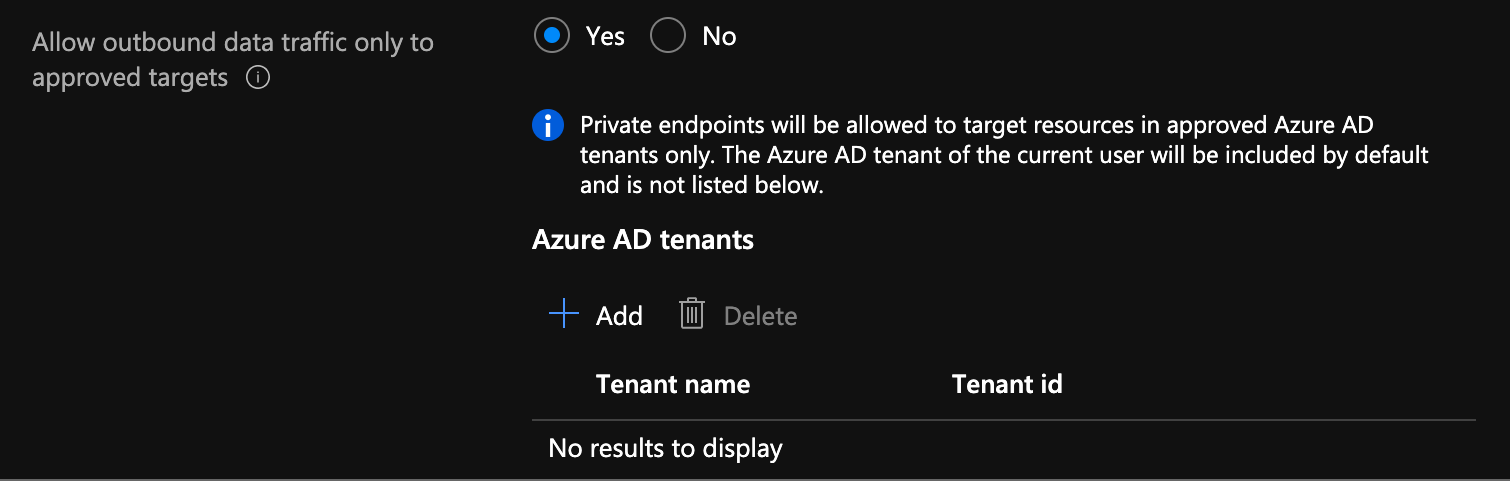 Allow outbound data traffic only to
approved targets
Yes No
Private endpoints will be allowed to target resources in approved Azure AD
tenants only. The Azure AD tenant of the current user will be included by default
and is not listed below.
Azure AD tenants
Add Delete
Tenant name Tenant id
No results to display